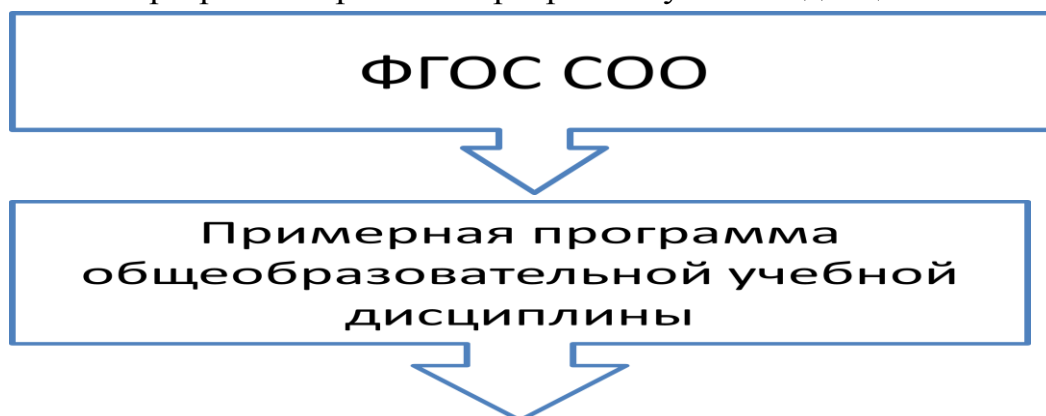 ФГОС СОО
Примерная программа
общеобразовательной учебной
дисциплины